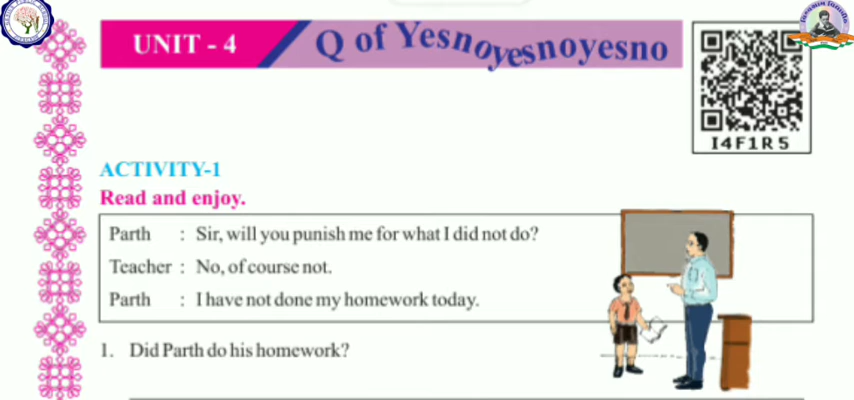 UNIT - 4
Q of Yesnoyesnoyesno
I4F1R5
ACTIVITY-1
Read and enjoy.
Parth : Sir, will you punish me for what I did not do?
Teacher : No, of course not.
Parth : I have not done my homework today.
1. Did Parth do his homework?